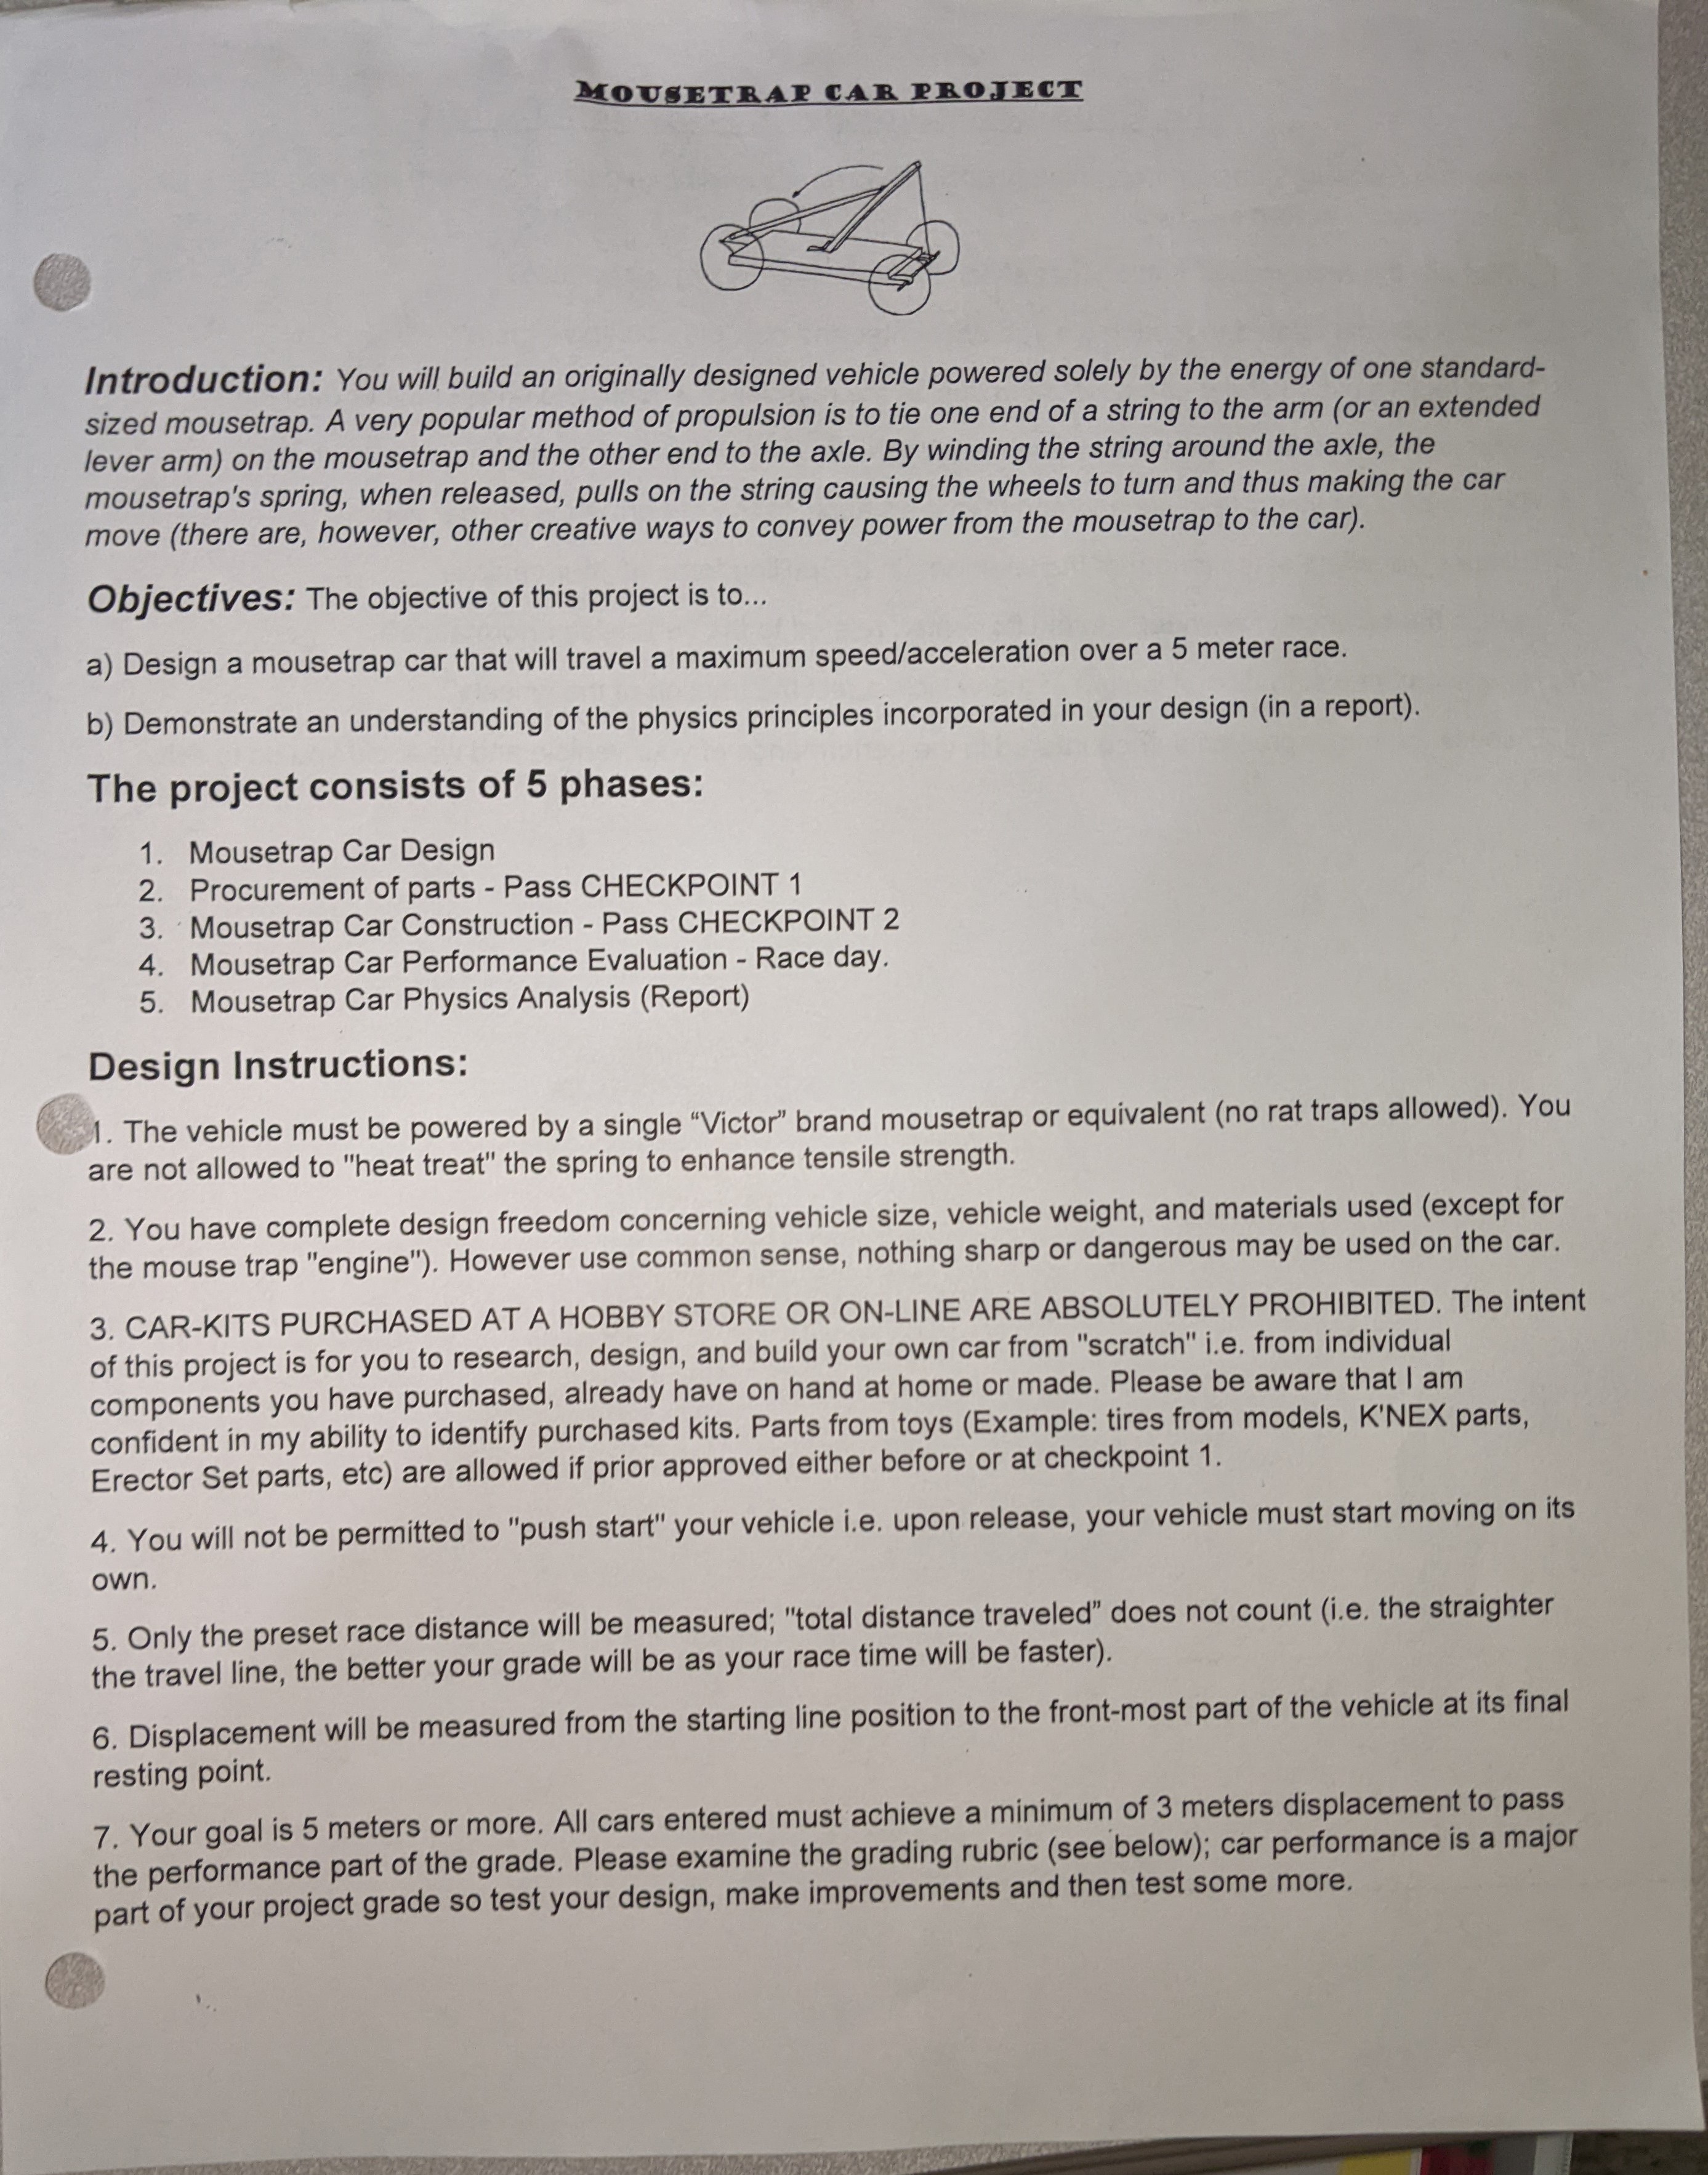 MOUSETRAP CAR PROJECT
Introduction: You will build an originally designed vehicle powered solely by the energy of one standard-
sized mousetrap. A very popular method of propulsion is to tie one end of a string to the arm (or an extended
lever arm) on the mousetrap and the other end to the axle. By winding the string around the axle, the
mousetrap's spring, when released, pulls on the string causing the wheels to turn and thus making the car
move (there are, however, other creative ways to convey power from the mousetrap to the car).
Objectives: The objective of this project is to...
a) Design a mousetrap car that will travel a maximum speed/acceleration over a 5 meter race.
b) Demonstrate an understanding of the physics principles incorporated in your design (in a report).
The project consists of 5 phases:
1. Mousetrap Car Design
2. Procurement of parts - Pass CHECKPOINT 1
3. Mousetrap Car Construction - Pass CHECKPOINT 2
4. Mousetrap Car Performance Evaluation - Race day.
5. Mousetrap Car Physics Analysis (Report)
Design Instructions:
1. The vehicle must be powered by a single “Victor” brand mousetrap or equivalent (no rat traps allowed). You
are not allowed to "heat treat" the spring to enhance tensile strength.
2. You have complete design freedom concerning vehicle size, vehicle weight, and materials used (except for
the mouse trap "engine"). However use common sense, nothing sharp or dangerous may be used on the car.
3. CAR-KITS PURCHASED AT A HOBBY STORE OR ON-LINE ARE ABSOLUTELY PROHIBITED. The intent
of this project is for you to research, design, and build your own car from "scratch" i.e. from individual
components you have purchased, already have on hand at home or made. Please be aware that I am
confident in my ability to identify purchased kits. Parts from toys (Example: tires from models, K'NEX parts,
Erector Set parts, etc) are allowed if prior approved either before or at checkpoint 1.
4. You will not be permitted to "push start" your vehicle i.e. upon release, your vehicle must start moving on its
own.
5. Only the preset race distance will be measured; "total distance traveled” does not count (i.e. the straighter
the travel line, the better your grade will be as your race time will be faster).
6. Displacement will be measured from the starting line position to the front-most part of the vehicle at its final
resting point.
7. Your goal is 5 meters or more. All cars entered must achieve a minimum of 3 meters displacement to pass
the performance part of the grade. Please examine the grading rubric (see below); car performance is a major
part of your project grade so test your design, make improvements and then test some more.